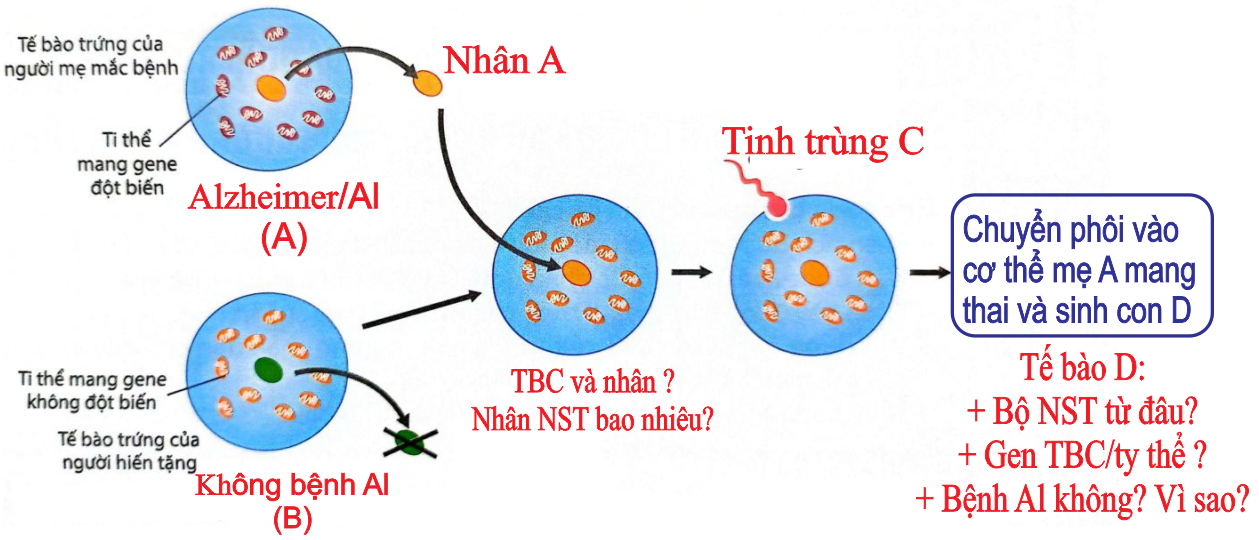 Tế bào trứng của
người mẹ mắc bệnh
Ti thể
mang gene
đột biến
Alzheimer/Al
(A)
Nhân A
Tinh trùng C
Ti thể mang gene
không đột biến
Tế bào trứng của
người hiến tặng
Không bệnh Al
(B)
TBC và nhân ?
Nhân NST bao nhiêu?
Chuyển phôi vào
cơ thể mẹ A mang
thai và sinh con D
Tế bào D:
+ Bộ NST từ đâu?
+ Gen TBC/ty thể ?
+ Bệnh Al không? Vì sao?